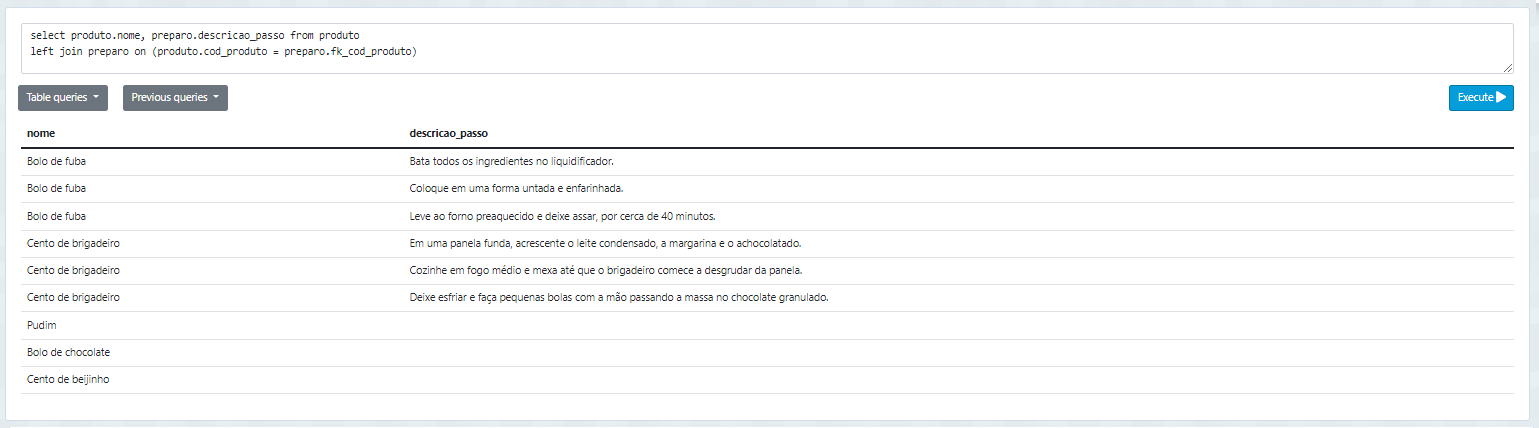 select produto.nome, preparo.descricao_passo from produto
left join preparo on (produto.cod_produto = preparo.fk_cod_produto)
Table queries Previous queries Execute
nome descricao_passo
Bolo de fuba Bata todos os ingredientes no liquidificador.
Bolo de fuba Coloque em uma forma untada e enfarinhada.
Bolo de fuba Leve ao forno preaquecido e deixe assar, por cerca de 40 minutos.
Cento de brigadeiro Em uma panela funda, acrescente o leite condensado, a margarina e o achocolatado.
Cento de brigadeiro Cozinhe em fogo médio e mexa até que o brigadeiro comece a desgrudar da panela.
Cento de brigadeiro Deixe esfriar e faça pequenas bolas com a mão passando a massa no chocolate granulado.
Pudim
Bolo de chocolate
Cento de beijinho